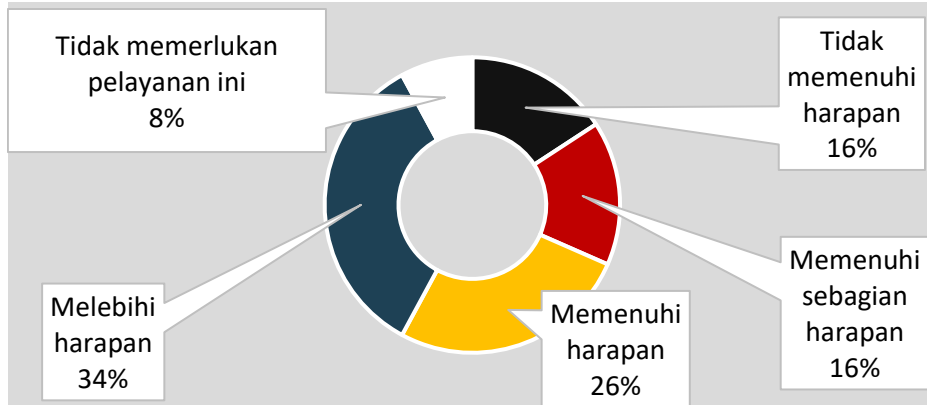 Tidak memerlukan
pelayanan ini
8%
Tidak
memenuhi
harapan
16%
Memenuhi
sebagian
harapan
16%
Memenuhi
harapan
26%
Melebihi
harapan
34%